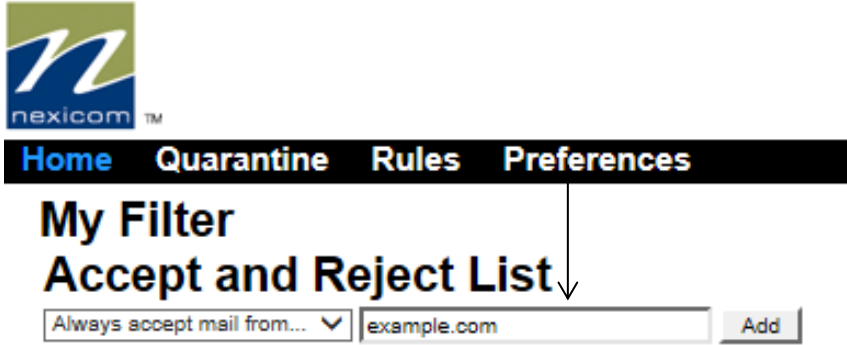 nexicom TM
Home Quarantine Rules Preferences
My Filter
Accept and Reject List
Always accept mail from... example.com Add